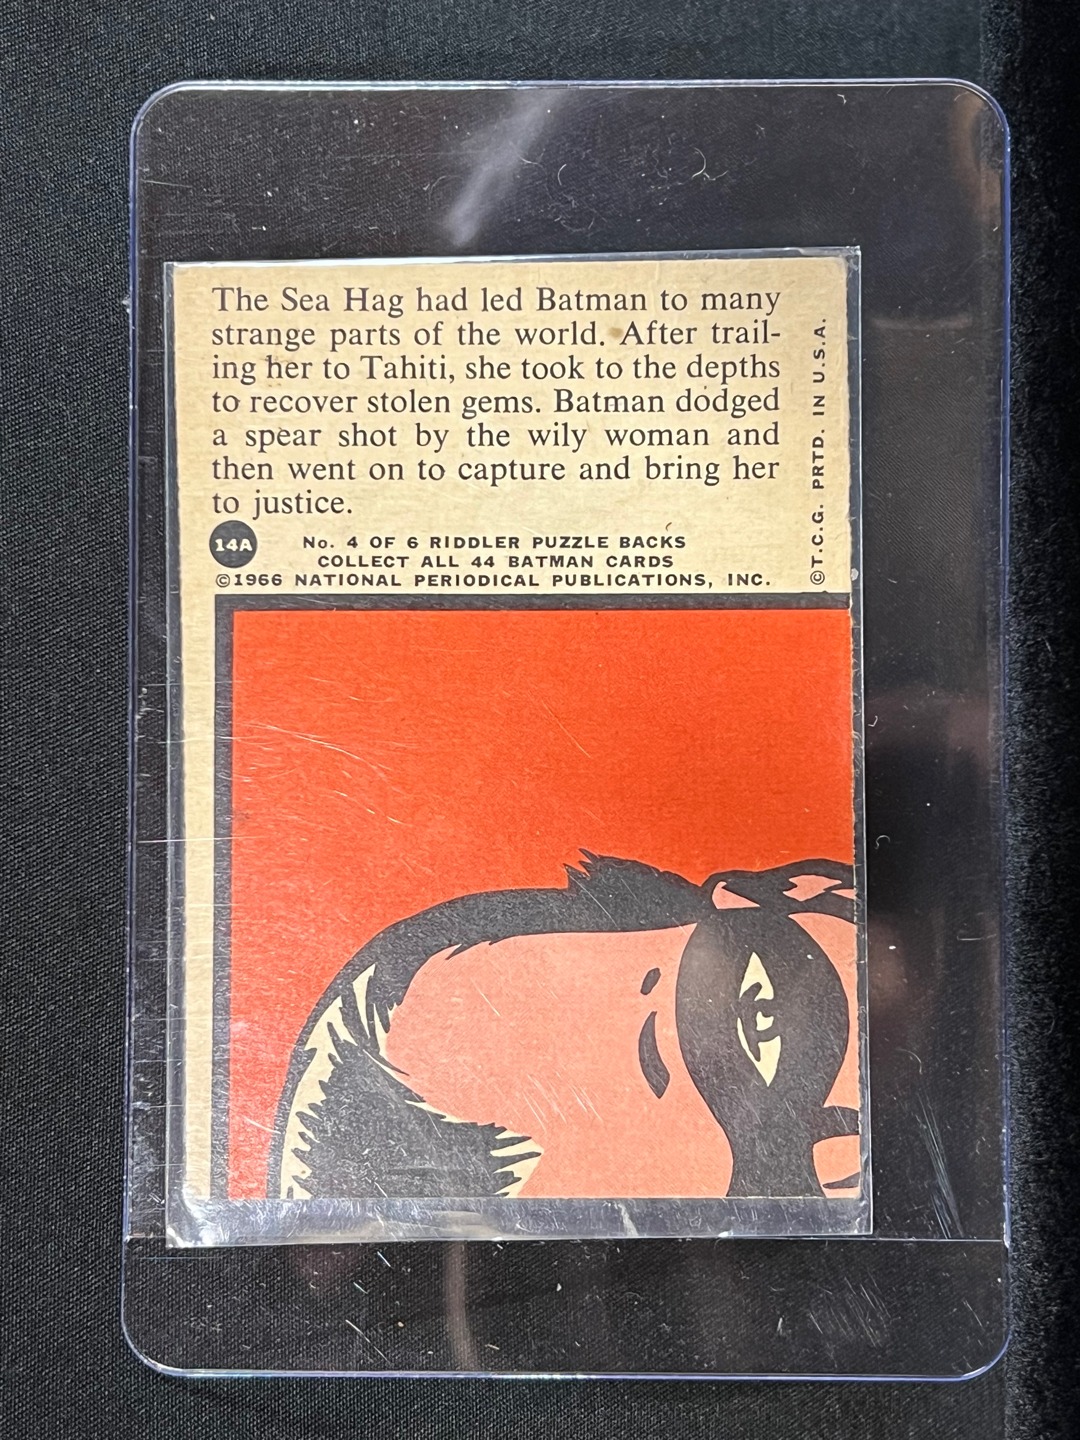 The Sea Hag had led Batman to many
strange parts of the world. After trail-
ing her to Tahiti, she took to the depths
to recover stolen gems. Batman dodged
a spear shot by the wily woman and
then went on to capture and bring her
to justice.
14A
No. 4 OF 6 RIDDLER PUZZLE BACKS
COLLECT ALL 44 BATMAN CARDS
©1966 NATIONAL PERIODICAL PUBLICATIONS, INC.
©T.C.G. PRTD. IN U.S.A.